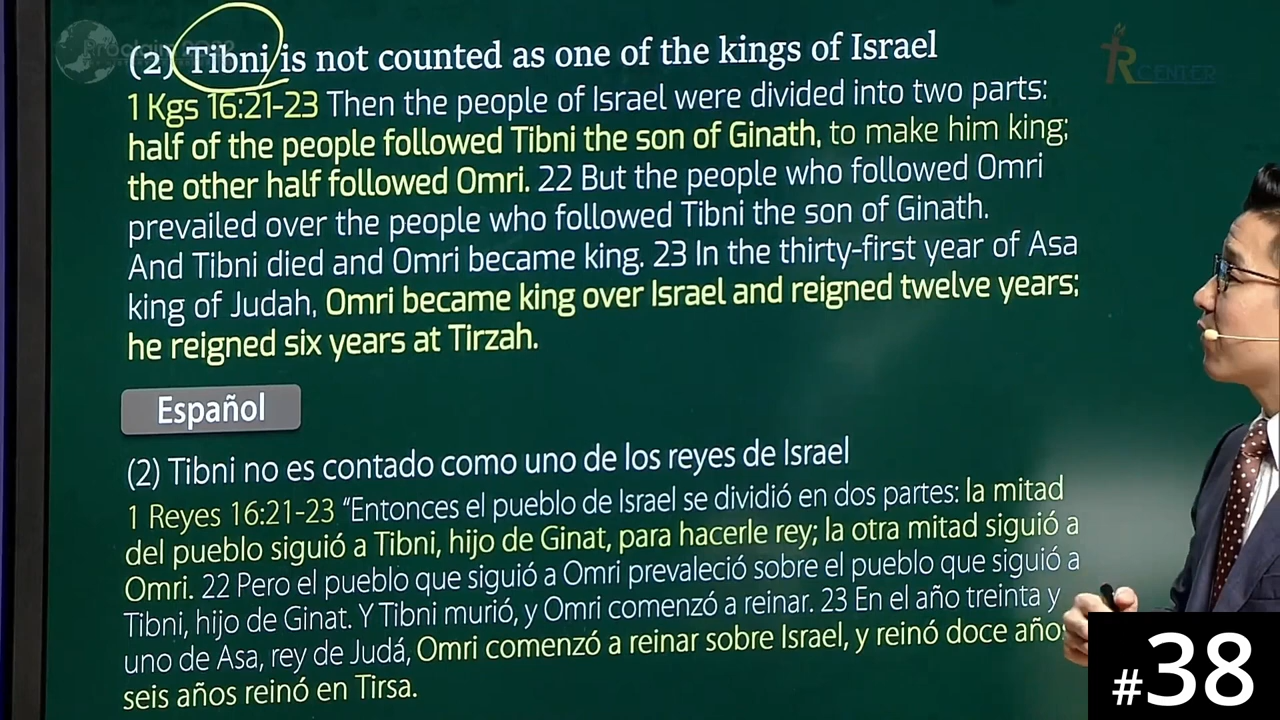 (2) Tibni is not counted as one of the kings of Israel
1 Kgs 16:21-23 Then the people of Israel were divided into two parts:
half of the people followed Tibni the son of Ginath, to make him king;
the other half followed Omri. 22 But the people who followed Omri
prevailed over the people who followed Tibni the son of Ginath.
And Tibni died and Omri became king. 23 In the thirty-first year of Asa
king of Judah, Omri became king over Israel and reigned twelve years;
he reigned six years at Tirzah.
Español
(2) Tibni no es contado como uno de los reyes de Israel
1 Reyes 16:21-23 “Entonces el pueblo de Israel se dividió en dos partes: la mitad
del pueblo siguió a Tibni, hijo de Ginat, para hacerle rey; la otra mitad siguió a
Omri. 22 Pero el pueblo que siguió a Omri prevaleció sobre el pueblo que siguió a
Tibni, hijo de Ginat. Y Tibni murió, y Omri comenzó a reinar. 23 En el año treinta y
uno de Asa, rey de Judá, Omri comenzó a reinar sobre Israel, y reinó doce años
seis años reinó en Tirsa.
RCENTER
#38